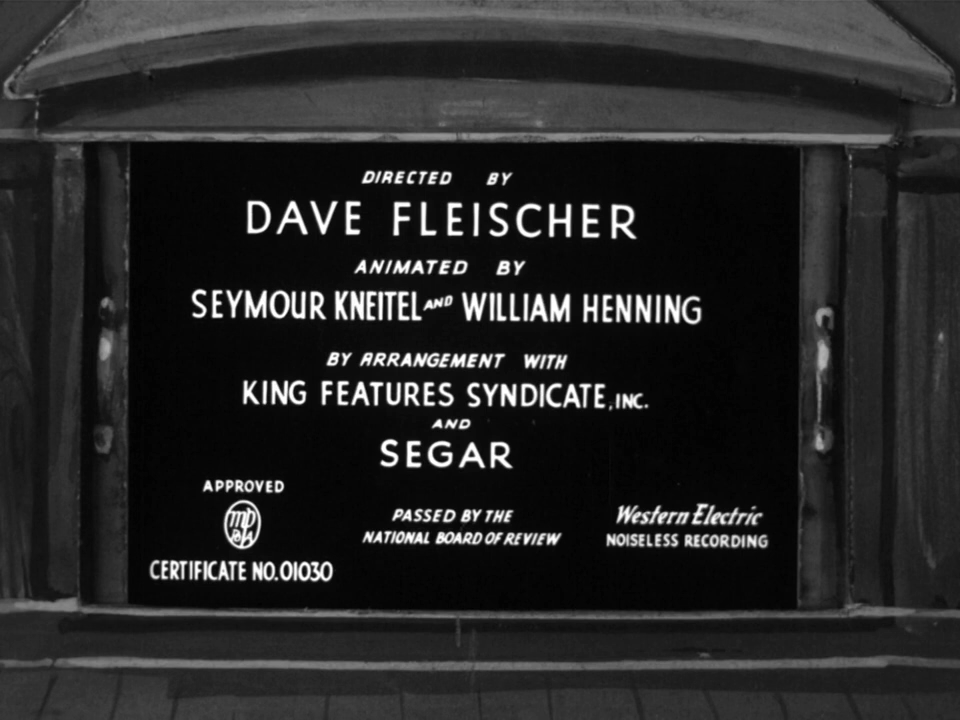 DIRECTED BY
DAVE FLEISCHER
ANIMATED BY
SEYMOUR KNEITEL AND WILLIAM HENNING
BY ARRANGEMENT WITH
KING FEATURES SYNDICATE, INC.
AND
SEGAR
APPROVED
MPPDA
CERTIFICATE NO. 01030
PASSED BY THE
NATIONAL BOARD OF REVIEW
Western Electric
NOISELESS RECORDING